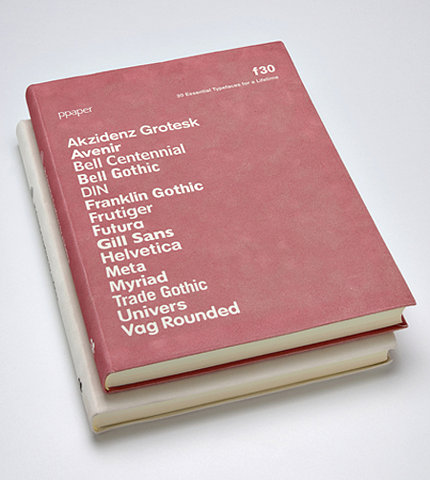 f30
30 Essential Typefaces for a Lifetime
ppaper
Akzidenz Grotesk
Avenir
Bell Centennial
Bell Gothic
DIN
Franklin Gothic
Frutiger
Futura
Gill Sans
Helvetica
Meta
Myriad
Trade Gothic
Univers
Vag Rounded